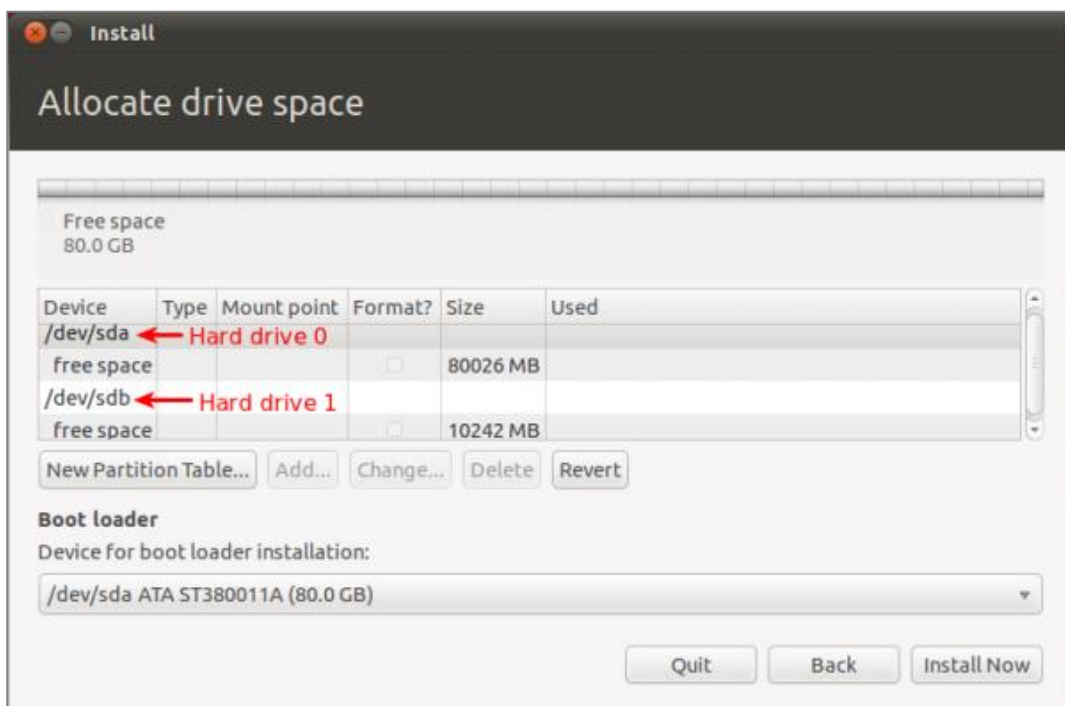 Install
Allocate drive space
Free space
80.0 GB
Device Type Mount point Format? Size Used
/dev/sda Hard drive 0
free space 80026 MB
/dev/sdb Hard drive 1
free space 10242 MB
New Partition Table... Add... Change... Delete Revert
Boot loader
Device for boot loader installation:
/dev/sda ATA ST380011A (80.0 GB)
Quit Back Install Now